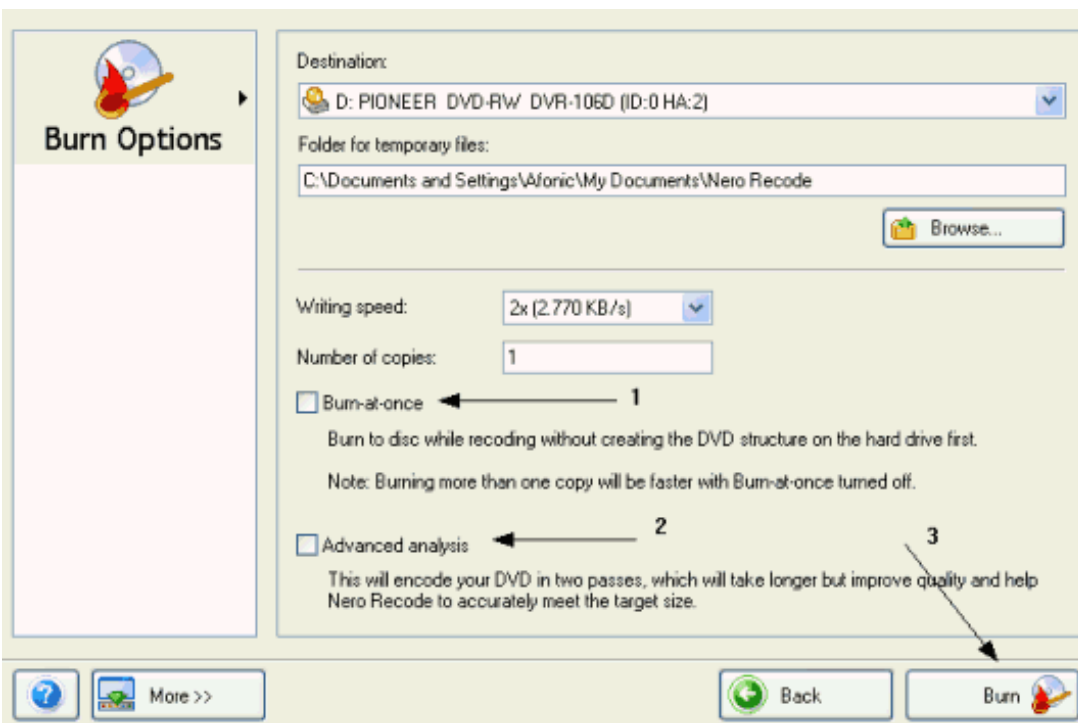 Burn Options
Destination:
D: PIONEER DVD-RW DVR-106D (ID:0 HA:2)
Folder for temporary files:
C:\Documents and Settings\Afonic\My Documents\Nero Recode
Browse...
Writing speed:
2x (2.770 KB/s)
Number of copies:
1
Burn-at-once
1
Burn to disc while recoding without creating the DVD structure on the hard drive first.
Note: Burning more than one copy will be faster with Burn-at-once turned off.
Advanced analysis
2
3
This will encode your DVD in two passes, which will take longer but improve quality and help
Nero Recode to accurately meet the target size.
?
More >>
Back
Burn